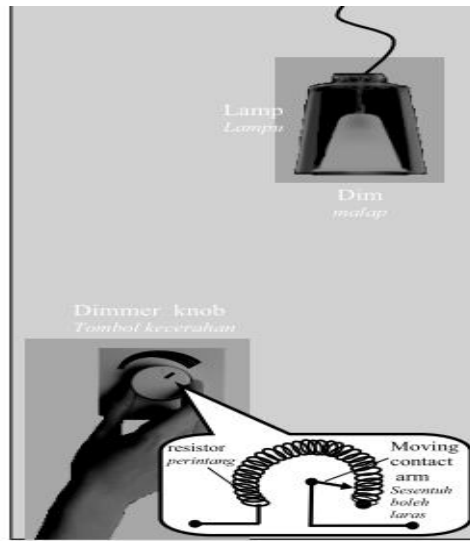 Lamp
Lampu
Dim
malap
Dimmer knob
Tombol kecerahan
resistor
perintang
Moving
contact
arm
Sesentuh
boleh
laras